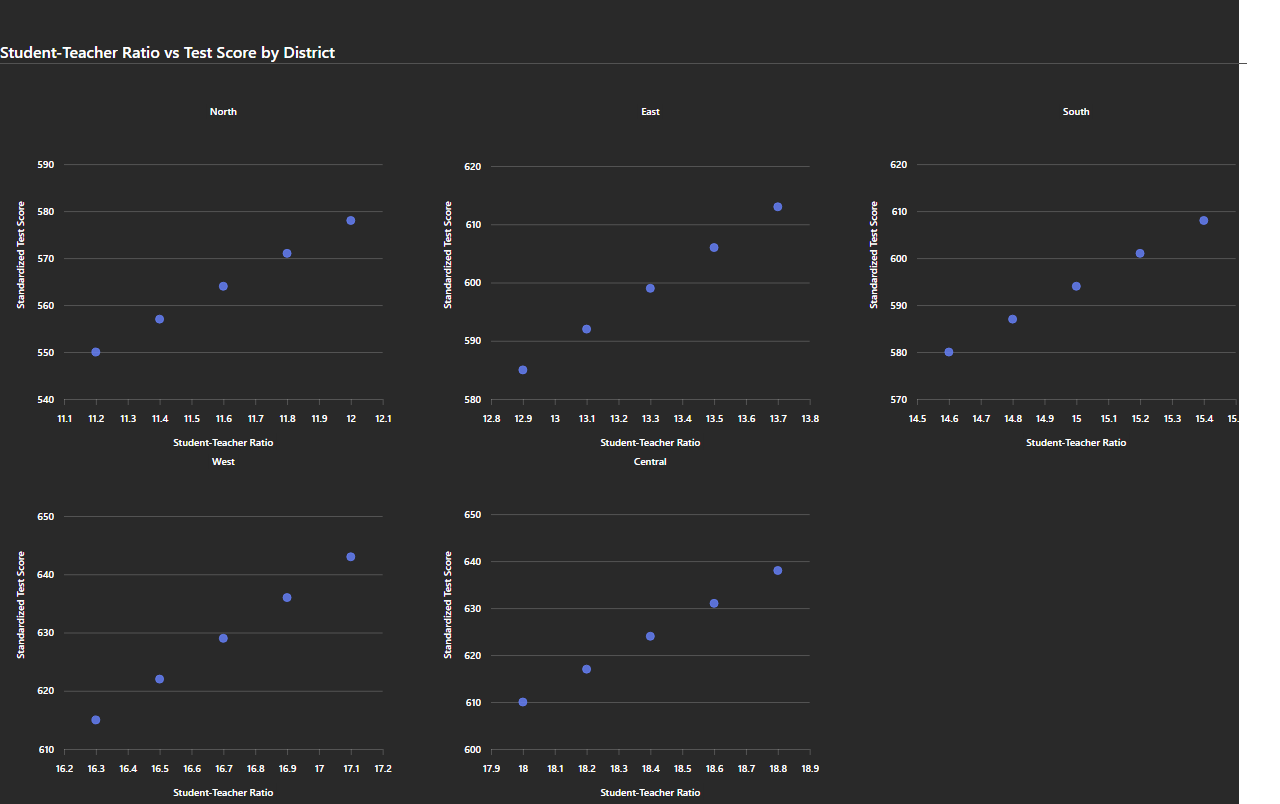 Student-Teacher Ratio vs Test Score by District
North
Standardized Test Score
590
580
570
560
550
540
11.1 11.2 11.3 11.4 11.5 11.6 11.7 11.8 11.9 12 12.1
Student-Teacher Ratio
East
Standardized Test Score
620
610
600
590
580
12.8 12.9 13 13.1 13.2 13.3 13.4 13.5 13.6 13.7 13.8
Student-Teacher Ratio
South
Standardized Test Score
620
610
600
590
580
570
14.5 14.6 14.7 14.8 14.9 15 15.1 15.2 15.3 15.4 15.
Student-Teacher Ratio
West
Standardized Test Score
650
640
630
620
610
16.2 16.3 16.4 16.5 16.6 16.7 16.8 16.9 17 17.1 17.2
Student-Teacher Ratio
Central
Standardized Test Score
650
640
630
620
610
600
17.9 18 18.1 18.2 18.3 18.4 18.5 18.6 18.7 18.8 18.9
Student-Teacher Ratio